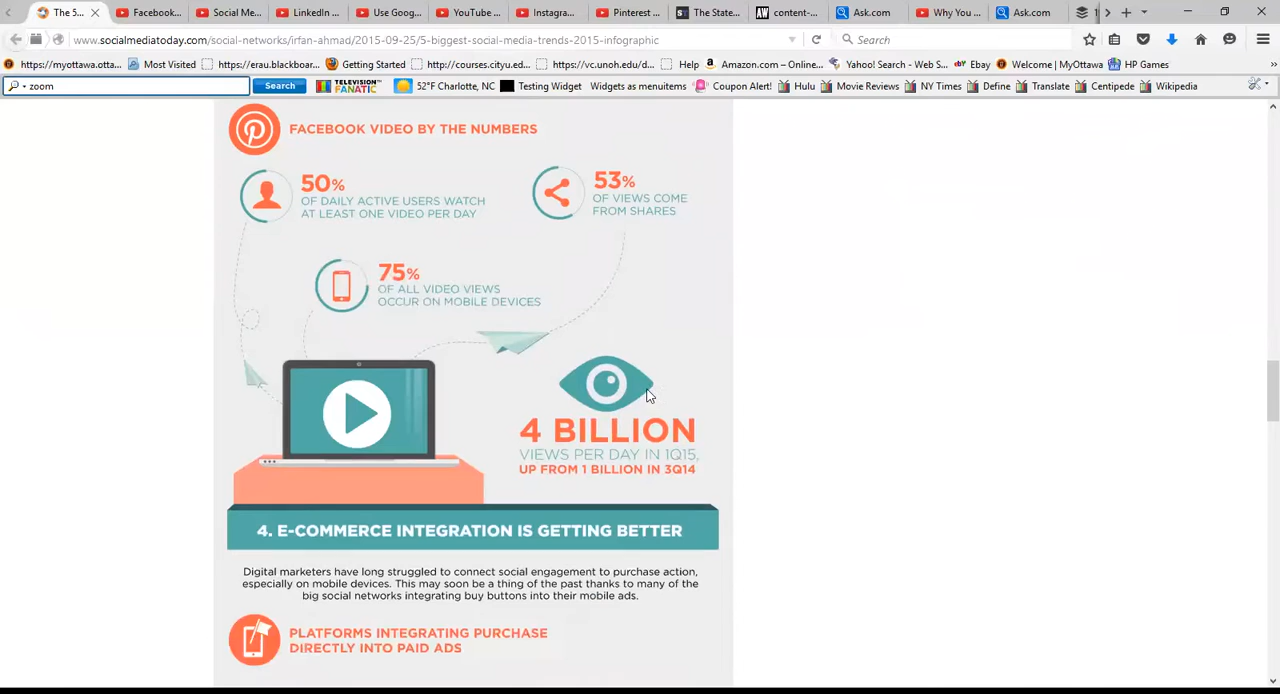 The 5...
Facebook...
Social Me...
LinkedIn ...
Use Goog...
YouTube ...
Instagra...
Pinterest ...
The State...
content-...
Ask.com
Why You ...
Ask.com
www.socialmediatoday.com/social-networks/irfan-ahmad/2015-09-25/5-biggest-social-media-trends-2015-infographic
Search
https://myottawa.otta...
Most Visited
https://erau.blackboar...
Getting Started
http://courses.cityu.ed...
https://vc.unoh.edu/d...
Help
Amazon.com – Online...
Yahoo! Search - Web S...
Ebay
Welcome | MyOttawa
HP Games
zoom
Search
TELEVISION FANATIC
52°F Charlotte, NC
Testing Widget
Widgets as menuitems
Coupon Alert!
Hulu
Movie Reviews
NY Times
Define
Translate
Centipede
Wikipedia
FACEBOOK VIDEO BY THE NUMBERS
50%
OF DAILY ACTIVE USERS WATCH
AT LEAST ONE VIDEO PER DAY
53%
OF VIEWS COME
FROM SHARES
75%
OF ALL VIDEO VIEWS
OCCUR ON MOBILE DEVICES
4 BILLION
VIEWS PER DAY IN 1Q15,
UP FROM 1 BILLION IN 3Q14
4. E-COMMERCE INTEGRATION IS GETTING BETTER
Digital marketers have long struggled to connect social engagement to purchase action,
especially on mobile devices. This may soon be a thing of the past thanks to many of the
big social networks integrating buy buttons into their mobile ads.
PLATFORMS INTEGRATING PURCHASE
DIRECTLY INTO PAID ADS